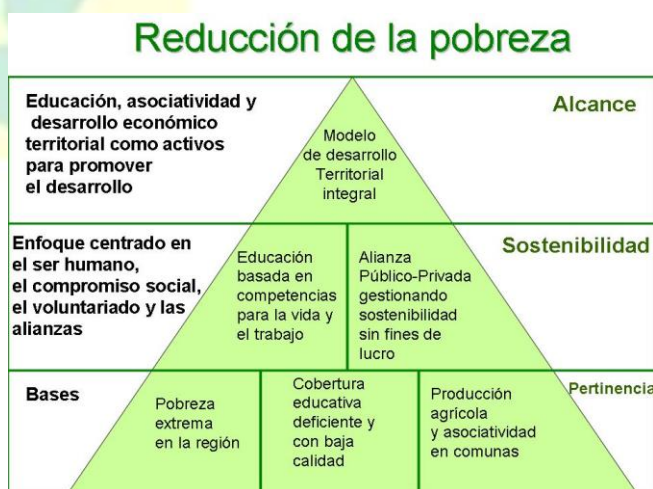 Reducción de la pobreza
Educación, asociatividad y
desarrollo económico
territorial como activos
para promover
el desarrollo
Modelo
de desarrollo
Territorial
integral
Alcance
Enfoque centrado en
el ser humano,
el compromiso social,
el voluntariado y las
alianzas
Educación
basada en
competencias
para la vida y
el trabajo
Alianza
Público-Privada
gestionando
sostenibilidad
sin fines de
lucro
Sostenibilidad
Bases
Pobreza
extrema
en la región
Cobertura
educativa
deficiente y
con baja
calidad
Producción
agrícola
y asociatividad
en comunas
Pertinencia